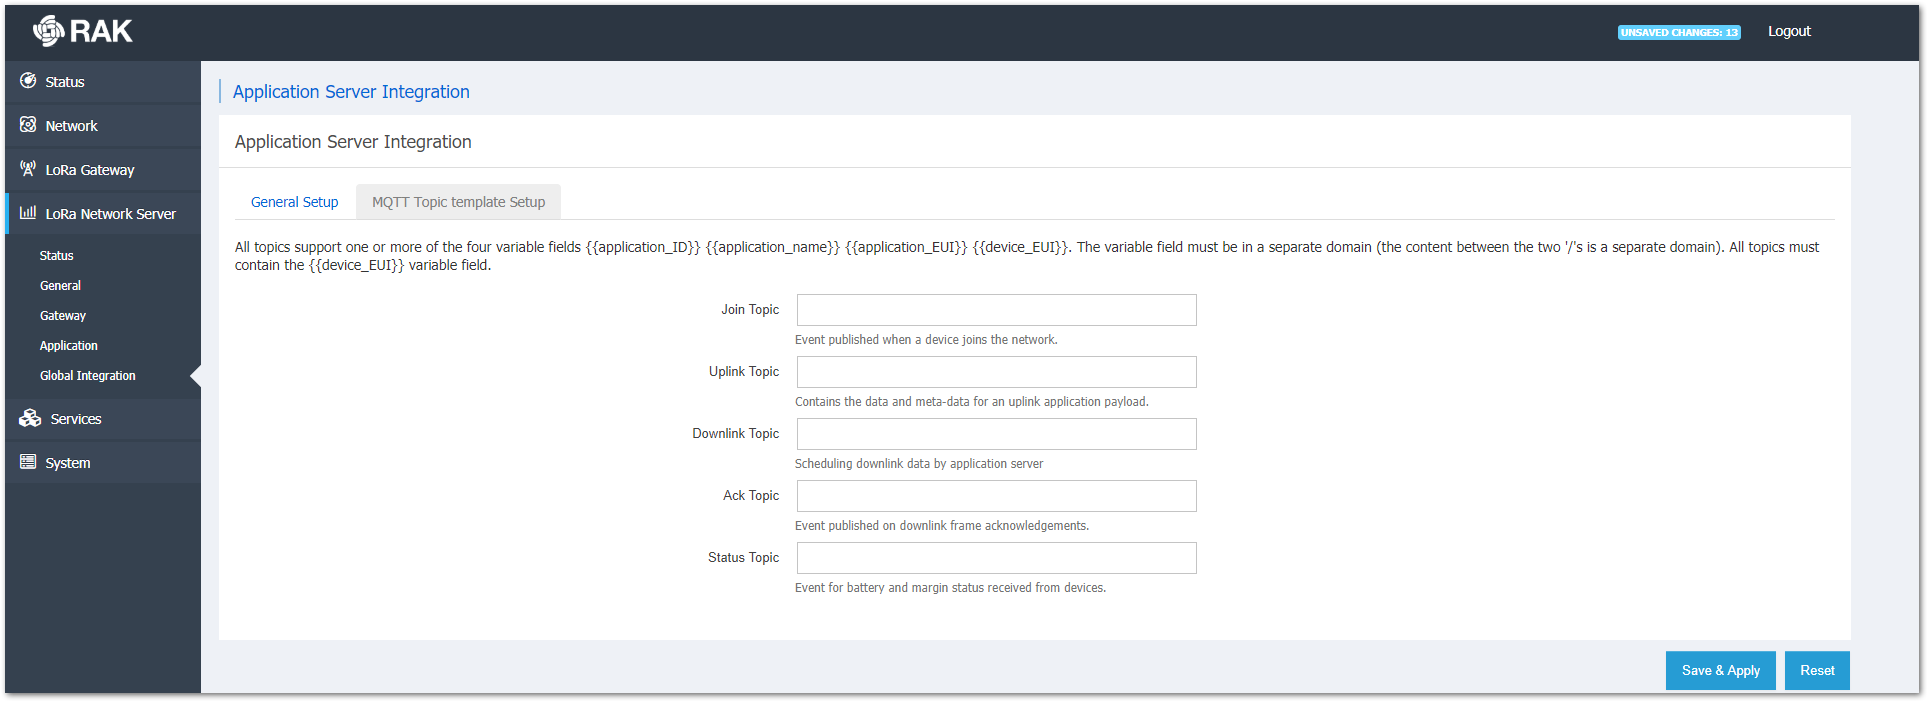 RAK
UNSAVED CHANGES: 13
Logout
Status
Network
LoRa Gateway
LoRa Network Server
Status
General
Gateway
Application
Global Integration
Services
System
Application Server Integration
Application Server Integration
General Setup
MQTT Topic template Setup
All topics support one or more of the four variable fields {{application_ID}} {{application_name}} {{application_EUI}} {{device_EUI}}. The variable field must be in a separate domain (the content between the two '/'s is a separate domain). All topics must
contain the {{device_EUI}} variable field.
Join Topic
Event published when a device joins the network.
Uplink Topic
Contains the data and meta-data for an uplink application payload.
Downlink Topic
Scheduling downlink data by application server
Ack Topic
Event published on downlink frame acknowledgements.
Status Topic
Event for battery and margin status received from devices.
Save & Apply
Reset